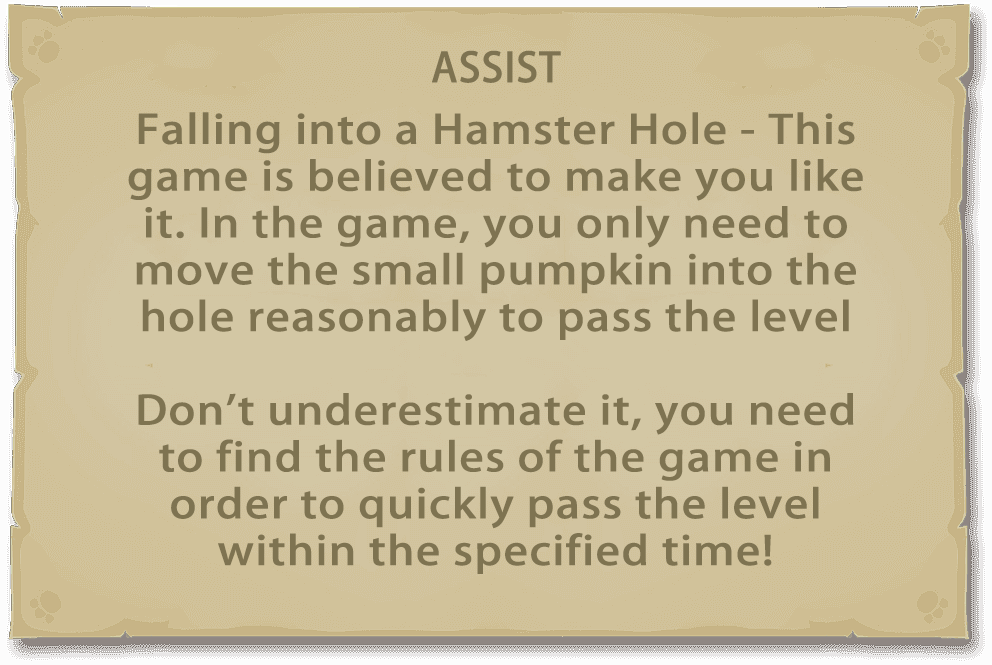 ASSIST
Falling into a Hamster Hole - This
game is believed to make you like
it. In the game, you only need to
move the small pumpkin into the
hole reasonably to pass the level
Don’t underestimate it, you need
to find the rules of the game in
order to quickly pass the level
within the specified time!